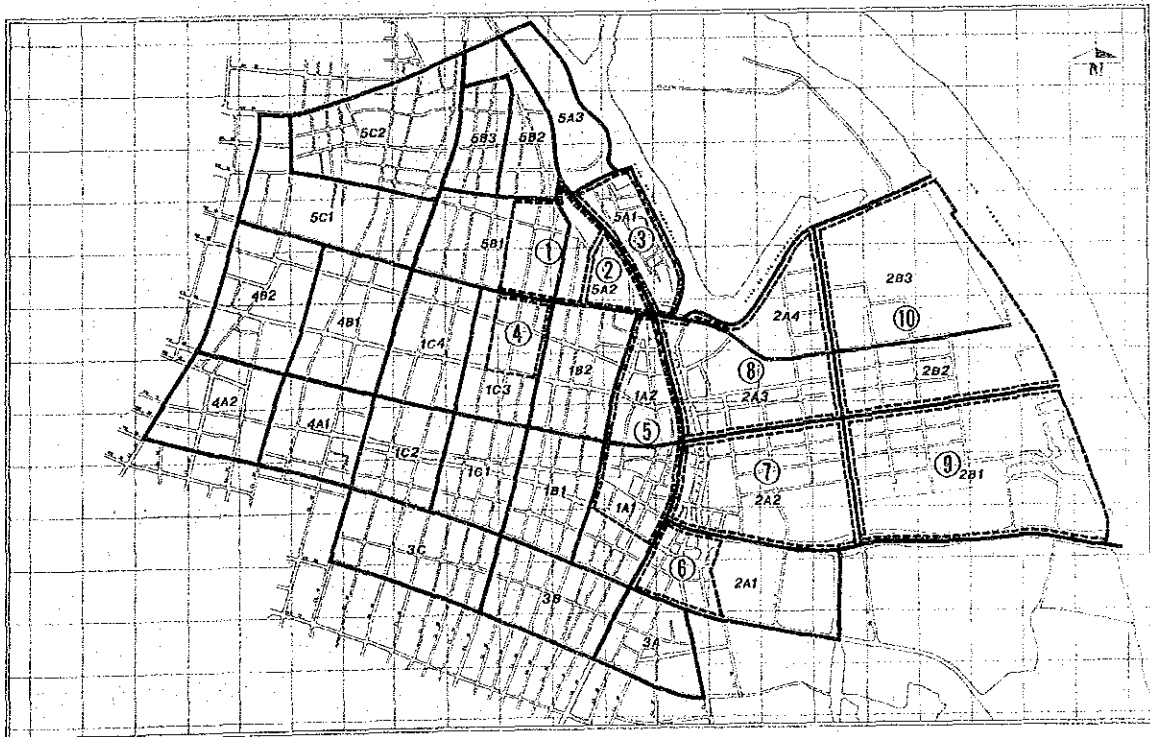 N
5A3
5C2
5B3
5B2
5A1
5C1
5B1
①
③
②
5A2
2B3
4B2
4B1
2A4
⑩
④
1C4
1B2
⑧
2B2
1C3
1A2
2A3
4A2
4A1
⑤
1C2
1C1
⑦
⑨
2B1
1B1
2A2
1A1
3C
⑥
2A1
3B
3A